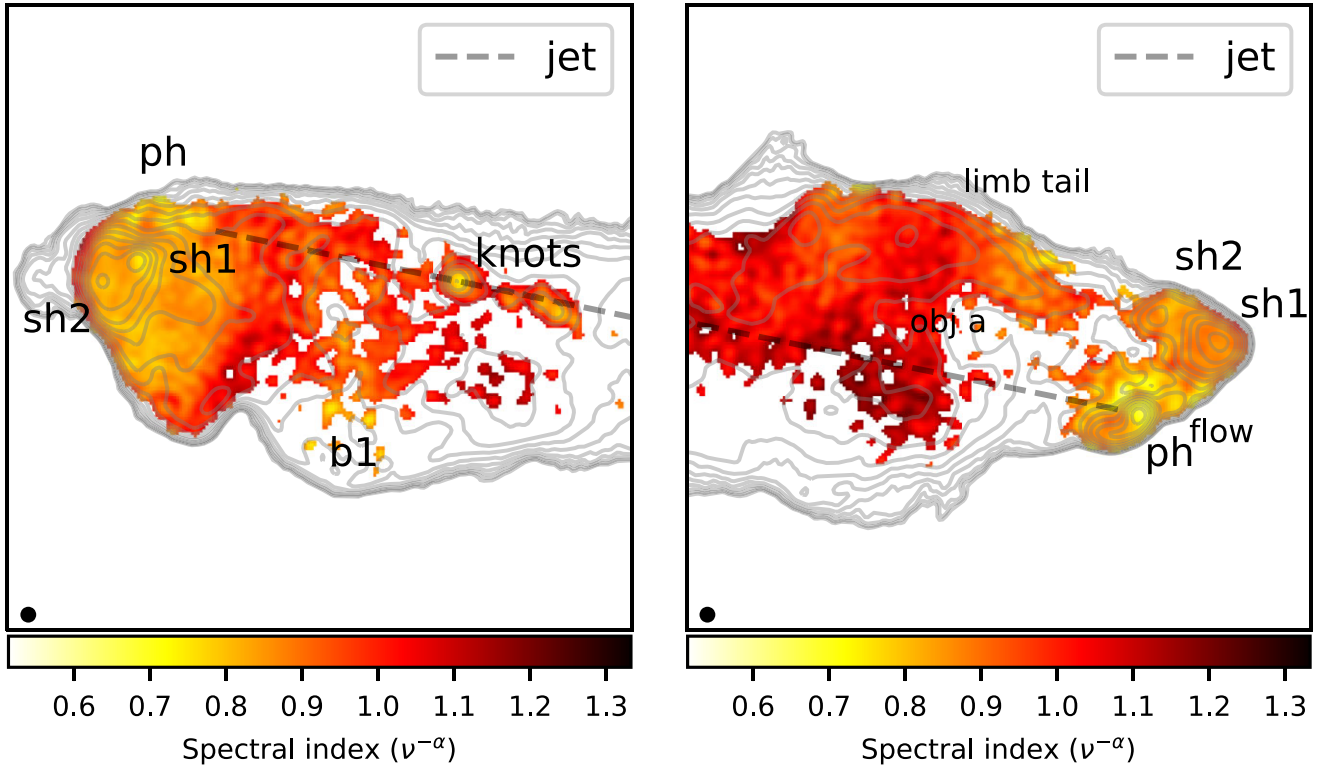 jet
ph
sh1
knots
sh2
b1
0.6 0.7 0.8 0.9 1.0 1.1 1.2 1.3
Spectral index (ν⁻ᵅ)
jet
limb tail
sh2
sh1
obj a
flow
ph
0.6 0.7 0.8 0.9 1.0 1.1 1.2 1.3
Spectral index (ν⁻ᵅ)